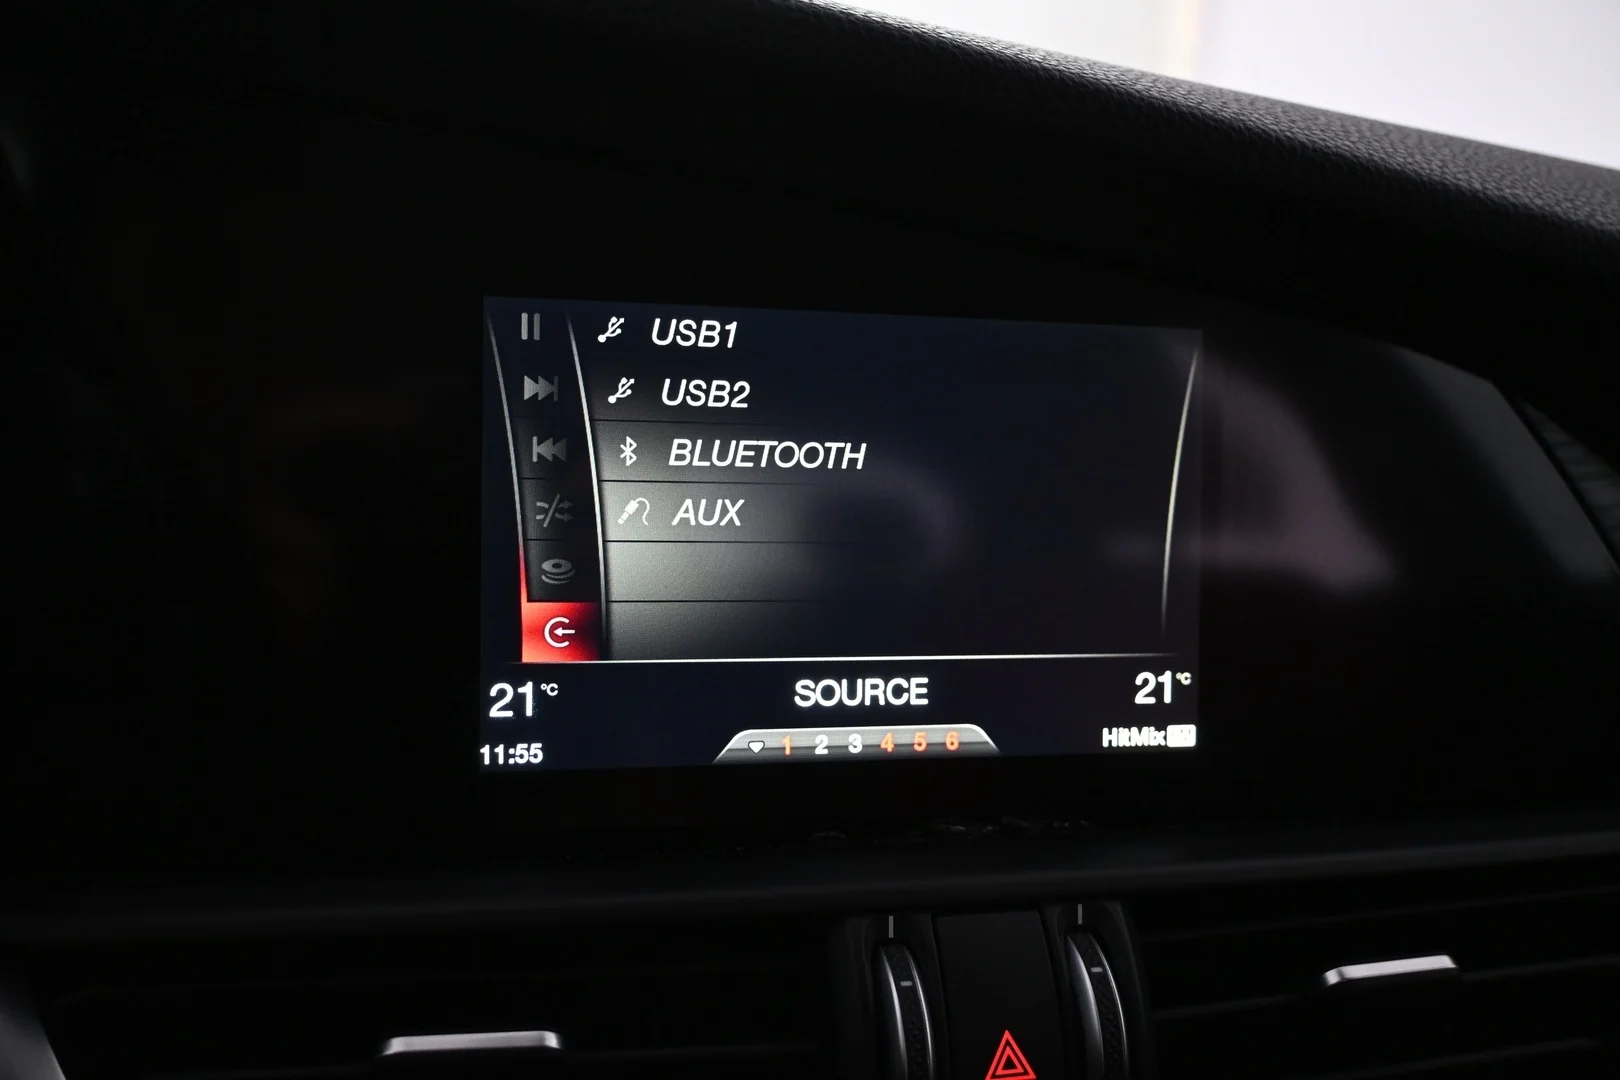 USB1
USB2
BLUETOOTH
AUX
21°C
SOURCE
21°C
11:55
1 2 3 4 5 6
HitMix